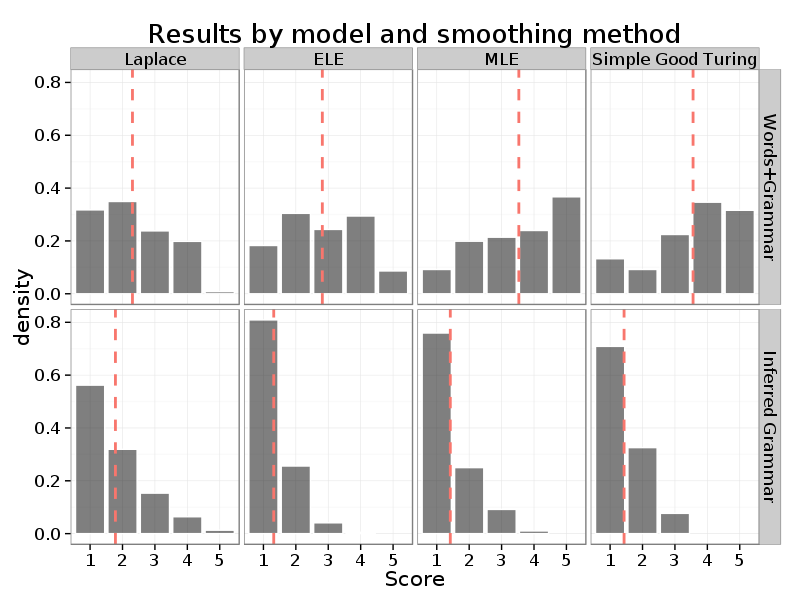 Results by model and smoothing method
Laplace ELE MLE Simple Good Turing
0.8
0.6
0.4
0.2
0.0
Words+Grammar
density
0.8
0.6
0.4
0.2
0.0
Inferred Grammar
1 2 3 4 5 1 2 3 4 5 1 2 3 4 5 1 2 3 4 5
Score